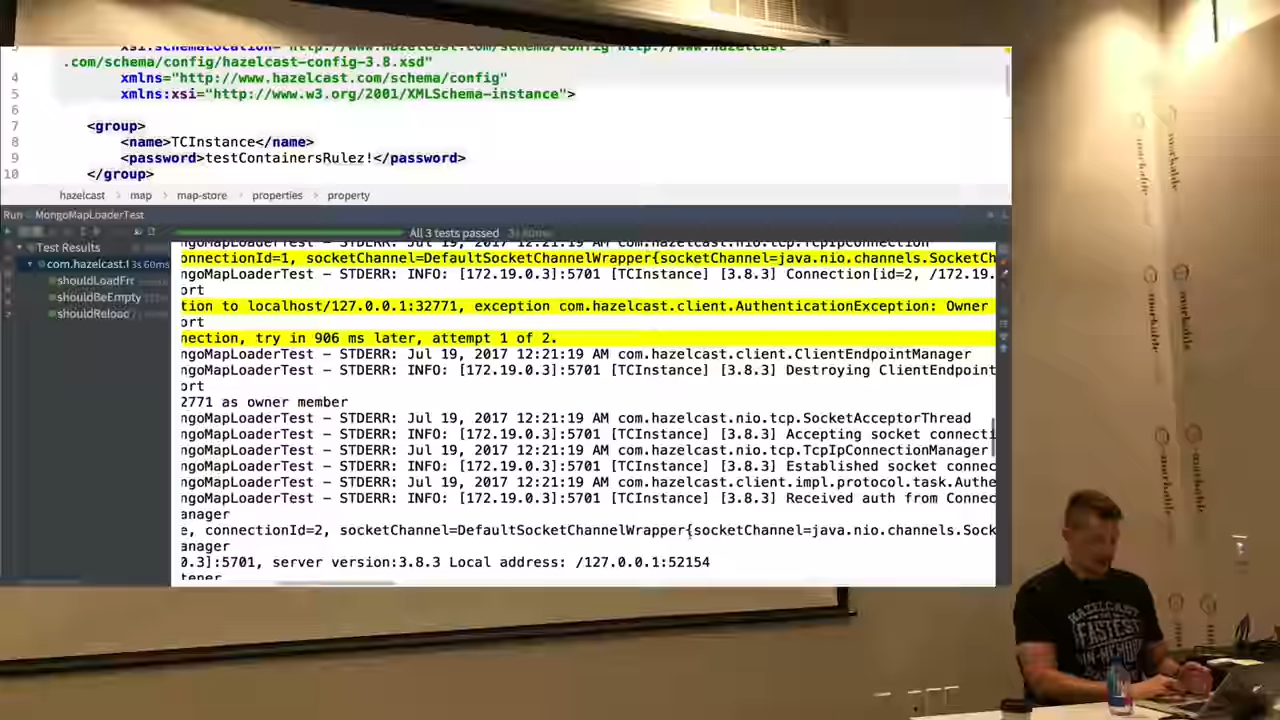 xsi:schemaLocation="http://www.hazelcast.com/schema/config http://www.hazelcast
.com/schema/config/hazelcast-config-3.8.xsd"
4 xmlns="http://www.hazelcast.com/schema/config"
5 xmlns:xsi="http://www.w3.org/2001/XMLSchema-instance">
6
7 <group>
8 <name>TCInstance</name>
9 <password>testContainersRulez!</password>
10 </group>
hazelcast > map > map-store > properties > property
Run MongoMapLoaderTest
All 3 tests passed
Test Results
com.hazelcast.t 3s60ms
shouldLoadFrc
shouldBeEmpty
shouldReload
ngoMapLoaderTest - STDERR: Jul 19, 2017 12:21:19 AM com.hazelcast.nio.tcp.TcpIpConnection
onnectionId=1, socketChannel=DefaultSocketChannelWrapper{socketChannel=java.nio.channels.SocketCh
ngoMapLoaderTest - STDERR: INFO: [172.19.0.3]:5701 [TCInstance] [3.8.3] Connection[id=2, /172.19.
ort
tion to localhost/127.0.0.1:32771, exception com.hazelcast.client.AuthenticationException: Owner
ort
nection, try in 906 ms later, attempt 1 of 2.
ngoMapLoaderTest - STDERR: Jul 19, 2017 12:21:19 AM com.hazelcast.client.ClientEndpointManager
ngoMapLoaderTest - STDERR: INFO: [172.19.0.3]:5701 [TCInstance] [3.8.3] Destroying ClientEndpoint
ort
2771 as owner member
ngoMapLoaderTest - STDERR: Jul 19, 2017 12:21:19 AM com.hazelcast.nio.tcp.SocketAcceptorThread
ngoMapLoaderTest - STDERR: INFO: [172.19.0.3]:5701 [TCInstance] [3.8.3] Accepting socket connecti
ngoMapLoaderTest - STDERR: Jul 19, 2017 12:21:19 AM com.hazelcast.nio.tcp.TcpIpConnectionManager
ngoMapLoaderTest - STDERR: INFO: [172.19.0.3]:5701 [TCInstance] [3.8.3] Established socket connec
ngoMapLoaderTest - STDERR: Jul 19, 2017 12:21:19 AM com.hazelcast.client.impl.protocol.task.Authe
ngoMapLoaderTest - STDERR: INFO: [172.19.0.3]:5701 [TCInstance] [3.8.3] Received auth from Connec
anager
e, connectionId=2, socketChannel=DefaultSocketChannelWrapper{socketChannel=java.nio.channels.Sock
anager
0.3]:5701, server version:3.8.3 Local address: /127.0.0.1:52154
tener
markable
markable
HAZELCAST
THE
FASTEST
IN-MEMORY